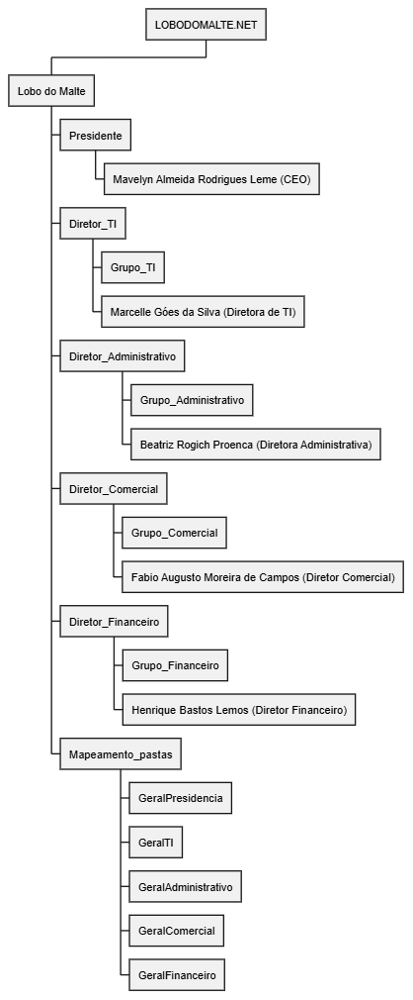 LOBODOMALTE.NET
Lobo do Malte
Presidente
Mavelyn Almeida Rodrigues Leme (CEO)
Diretor_TI
Grupo_TI
Marcelle Góes da Silva (Diretora de TI)
Diretor_Administrativo
Grupo_Administrativo
Beatriz Rogich Proenca (Diretora Administrativa)
Diretor_Comercial
Grupo_Comercial
Fabio Augusto Moreira de Campos (Diretor Comercial)
Diretor_Financeiro
Grupo_Financeiro
Henrique Bastos Lemos (Diretor Financeiro)
Mapeamento_pastas
GeralPresidencia
GeralTI
GeralAdministrativo
GeralComercial
GeralFinanceiro